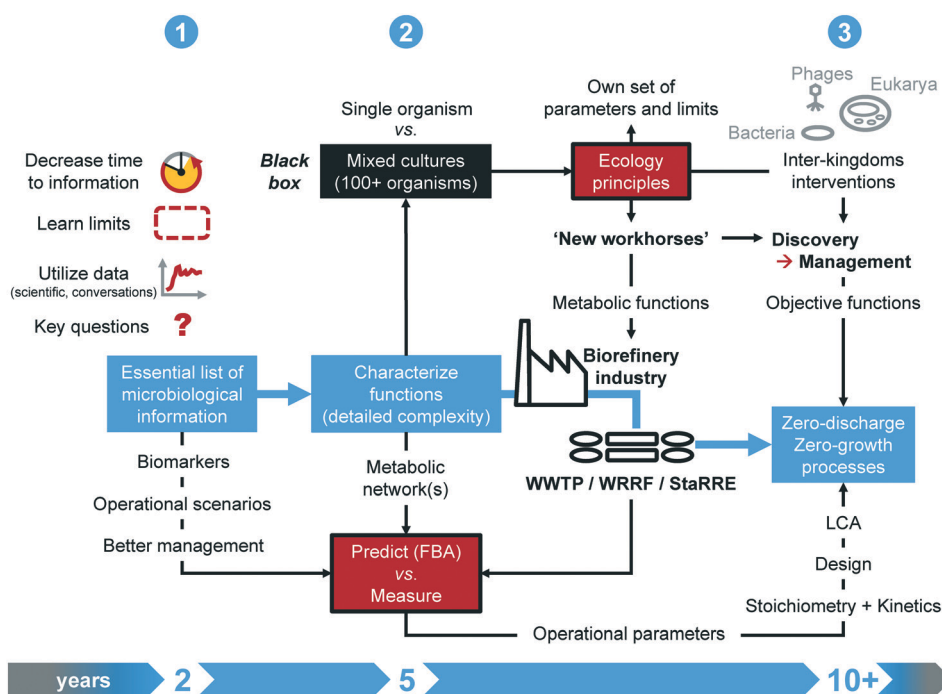 1
2
3
Phages
Eukarya
Bacteria
Own set of
parameters and limits
Single organism
vs.
Black
box
Mixed cultures
(100+ organisms)
Ecology
principles
Inter-kingdoms
interventions
Decrease time
to information
Learn limits
Utilize data
(scientific, conversations)
Key questions
?
'New workhorses'
Discovery
→ Management
Metabolic functions
Objective functions
Biorefinery
industry
Essential list of
microbiological
information
Characterize
functions
(detailed complexity)
Zero-discharge
Zero-growth
processes
WWTP / WRRF / StaRRE
Biomarkers
Operational scenarios
Better management
Metabolic
network(s)
Predict (FBA)
vs.
Measure
LCA
Design
Stoichiometry + Kinetics
Operational parameters
years
2
5
10+